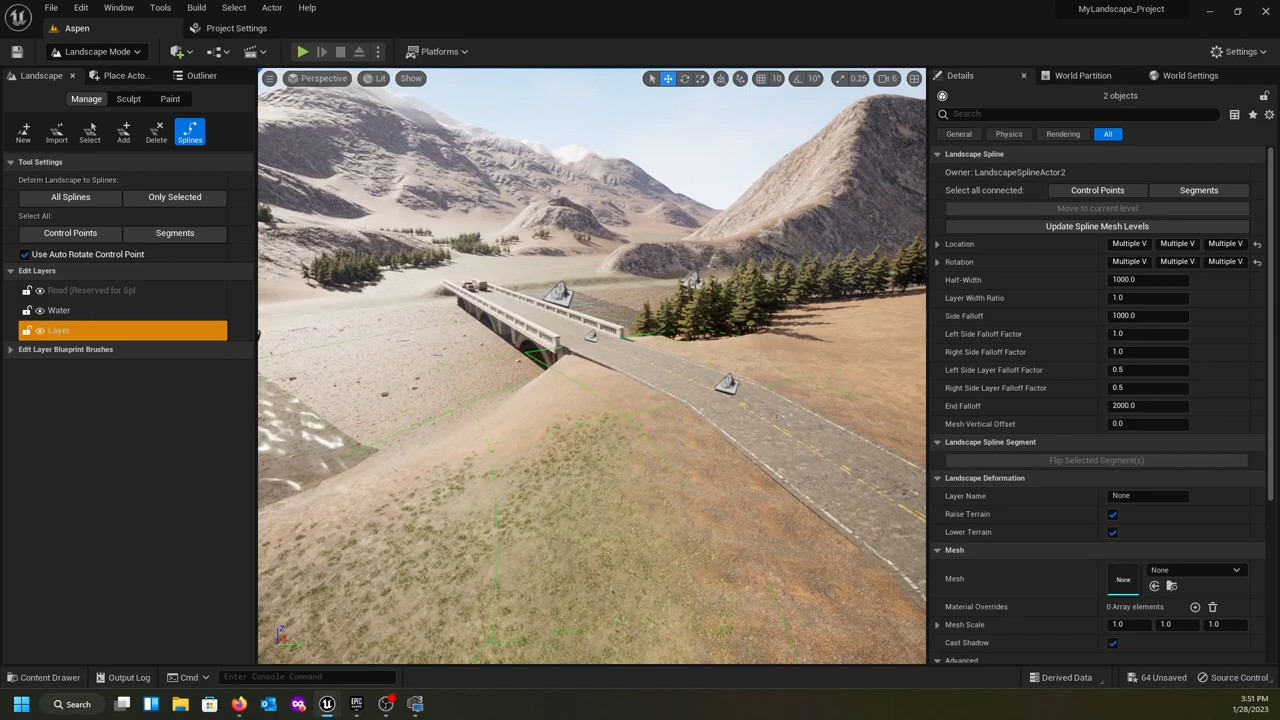 File Edit Window Tools Build Select Actor Help
MyLandscape_Project
Aspen
Project Settings
Landscape Mode
Platforms
Settings
Landscape
Place Acto...
Outliner
Manage Sculpt Paint
New Import Select Add Delete Splines
Tool Settings
Deform Landscape to Splines:
All Splines Only Selected
Select All:
Control Points Segments
Use Auto Rotate Control Point
Edit Layers
Road (Reserved for Spl
Water
Layer
Edit Layer Blueprint Brushes
Perspective Lit Show
10 10° 0.25 6
Details
World Partition
World Settings
2 objects
Search
General Physics Rendering All
Landscape Spline
Owner: LandscapeSplineActor2
Select all connected: Control Points Segments
Move to current level
Update Spline Mesh Levels
Location Multiple V Multiple V Multiple V
Rotation Multiple V Multiple V Multiple V
Half-Width 1000.0
Layer Width Ratio 1.0
Side Falloff 1000.0
Left Side Falloff Factor 1.0
Right Side Falloff Factor 1.0
Left Side Layer Falloff Factor 0.5
Right Side Layer Falloff Factor 0.5
End Falloff 2000.0
Mesh Vertical Offset 0.0
Landscape Spline Segment
Flip Selected Segment(s)
Landscape Deformation
Layer Name None
Raise Terrain
Lower Terrain
Mesh
Mesh None None
Material Overrides 0 Array elements
Mesh Scale 1.0 1.0 1.0
Cast Shadow
Advanced
Z
Content Drawer Output Log Cmd Enter Console Command
Derived Data 64 Unsaved Source Control
Search
EPIC GAMES
3:51 PM
1/28/2023